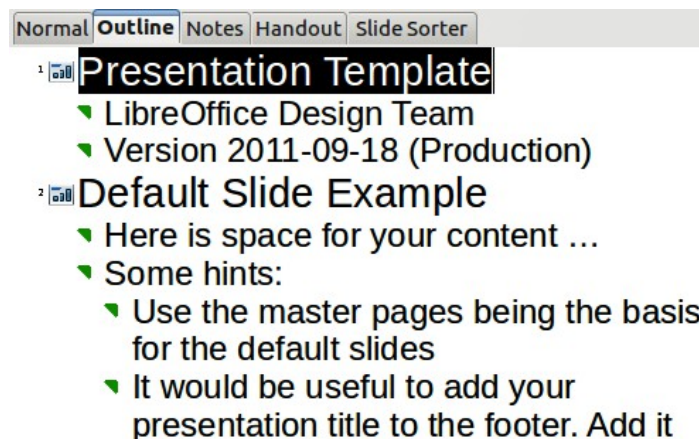 Normal Outline Notes Handout Slide Sorter
1 Presentation Template
LibreOffice Design Team
Version 2011-09-18 (Production)
2 Default Slide Example
Here is space for your content …
Some hints:
Use the master pages being the basis
for the default slides
It would be useful to add your
presentation title to the footer. Add it